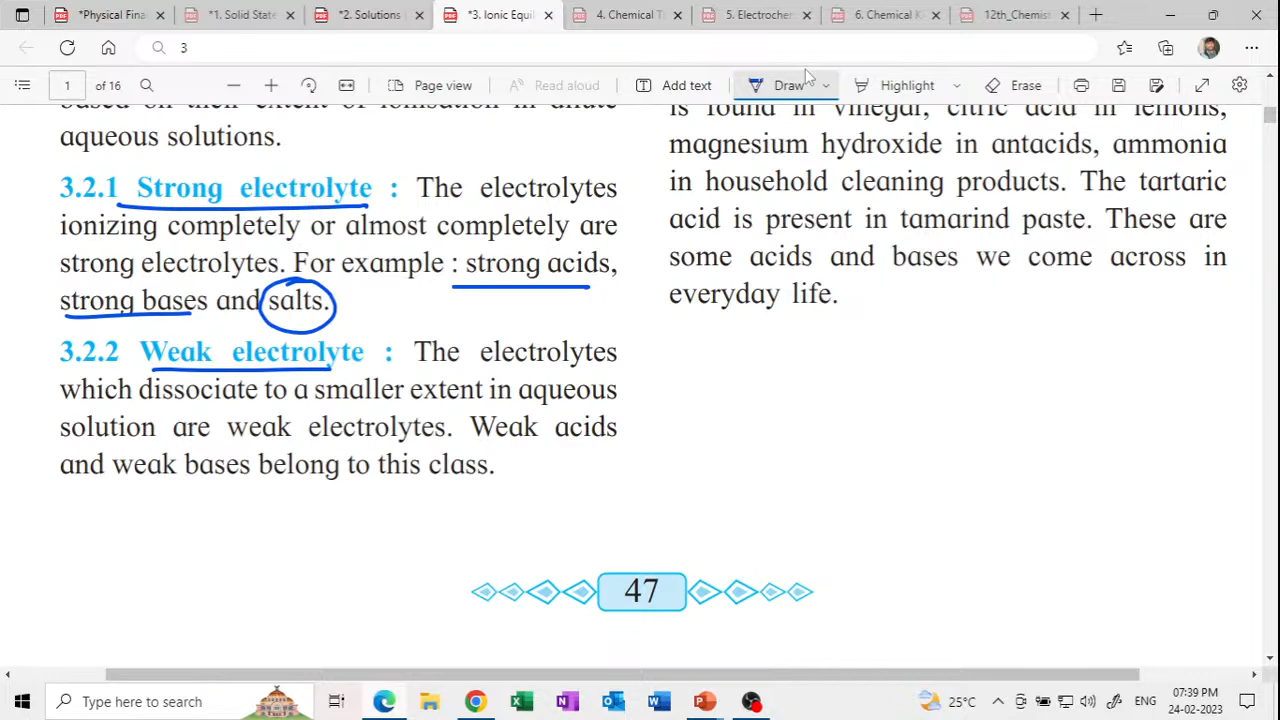 *Physical Fina
*1. Solid State
*2. Solutions
*3. Ionic Equil
4. Chemical T
5. Electrocher
6. Chemical K
12th_Chemist
3
1
of 16
Page view
Read aloud
Add text
Draw
Highlight
Erase
based on their extent of ionisation in dilute
aqueous solutions.
3.2.1 Strong electrolyte : The electrolytes
ionizing completely or almost completely are
strong electrolytes. For example : strong acids,
strong bases and salts.
3.2.2 Weak electrolyte : The electrolytes
which dissociate to a smaller extent in aqueous
solution are weak electrolytes. Weak acids
and weak bases belong to this class.
is found in vinegar, citric acid in lemons,
magnesium hydroxide in antacids, ammonia
in household cleaning products. The tartaric
acid is present in tamarind paste. These are
some acids and bases we come across in
everyday life.
47
Type here to search
25°C
ENG
07:39 PM
24-02-2023